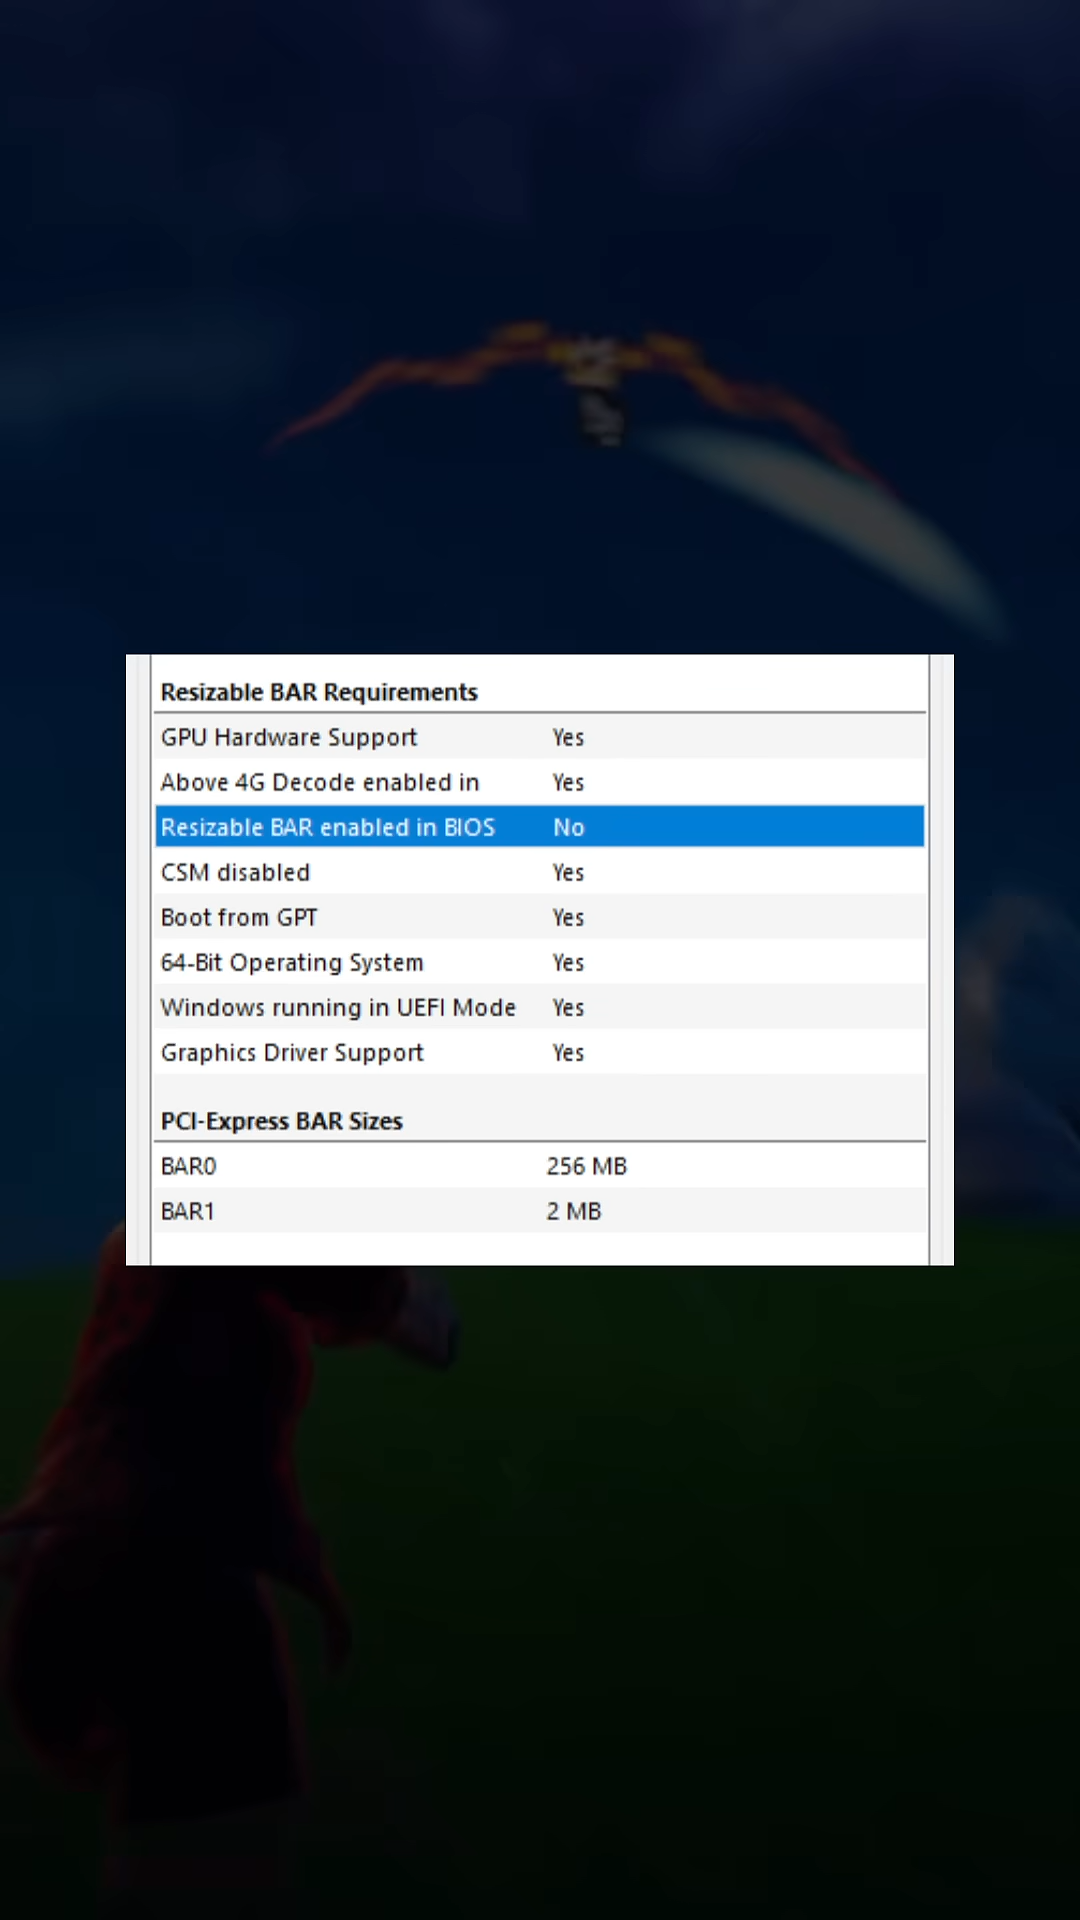 Resizable BAR Requirements
GPU Hardware Support Yes
Above 4G Decode enabled in Yes
Resizable BAR enabled in BIOS No
CSM disabled Yes
Boot from GPT Yes
64-Bit Operating System Yes
Windows running in UEFI Mode Yes
Graphics Driver Support Yes
PCI-Express BAR Sizes
BAR0 256 MB
BAR1 2 MB